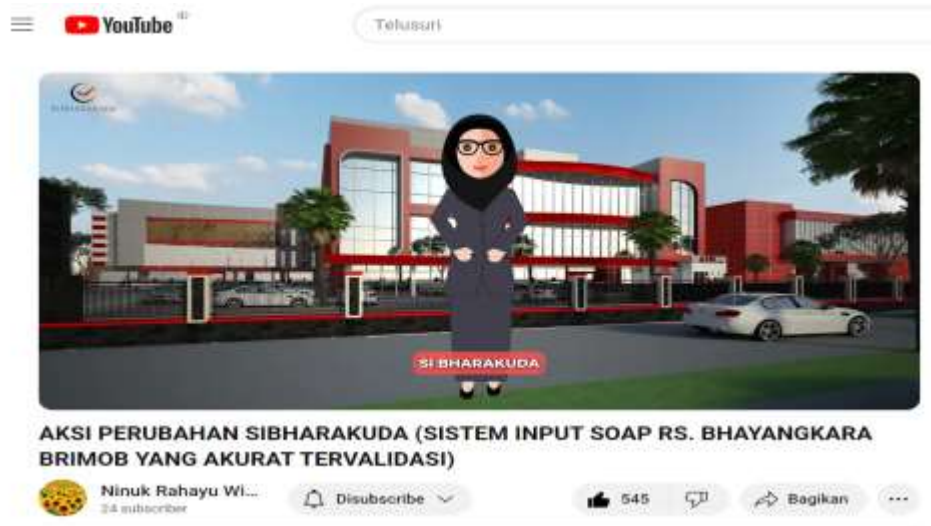 YouTube ID
Telusuri
SI BHARAKUDA
AKSI PERUBAHAN SIBHARAKUDA (SISTEM INPUT SOAP RS. BHAYANGKARA
BRIMOB YANG AKURAT TERVALIDASI)
Ninuk Rahayu Wi...
Disubscribe
545
Bagikan
24 subscriber